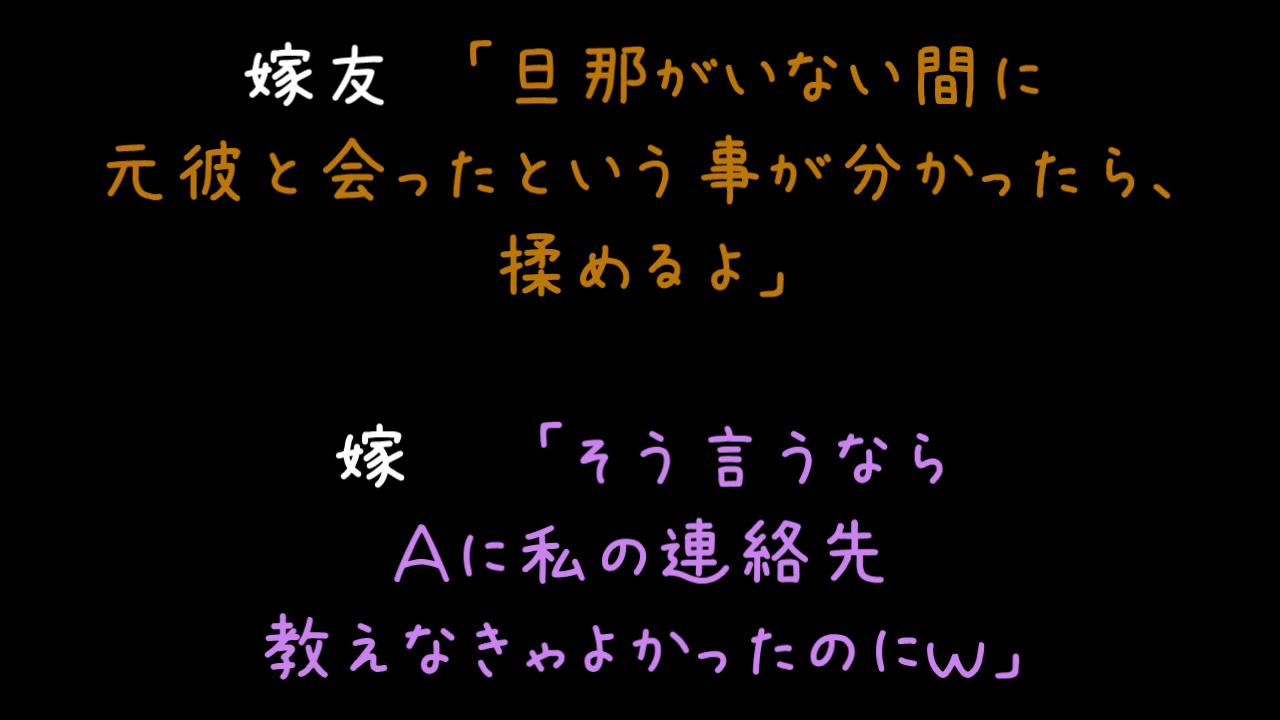 嫁友 「旦那がいない間に
元彼と会ったという事が分かったら、
揉めるよ」
嫁 「そう言うなら
Aに私の連絡先
教えなきゃよかったのにw」